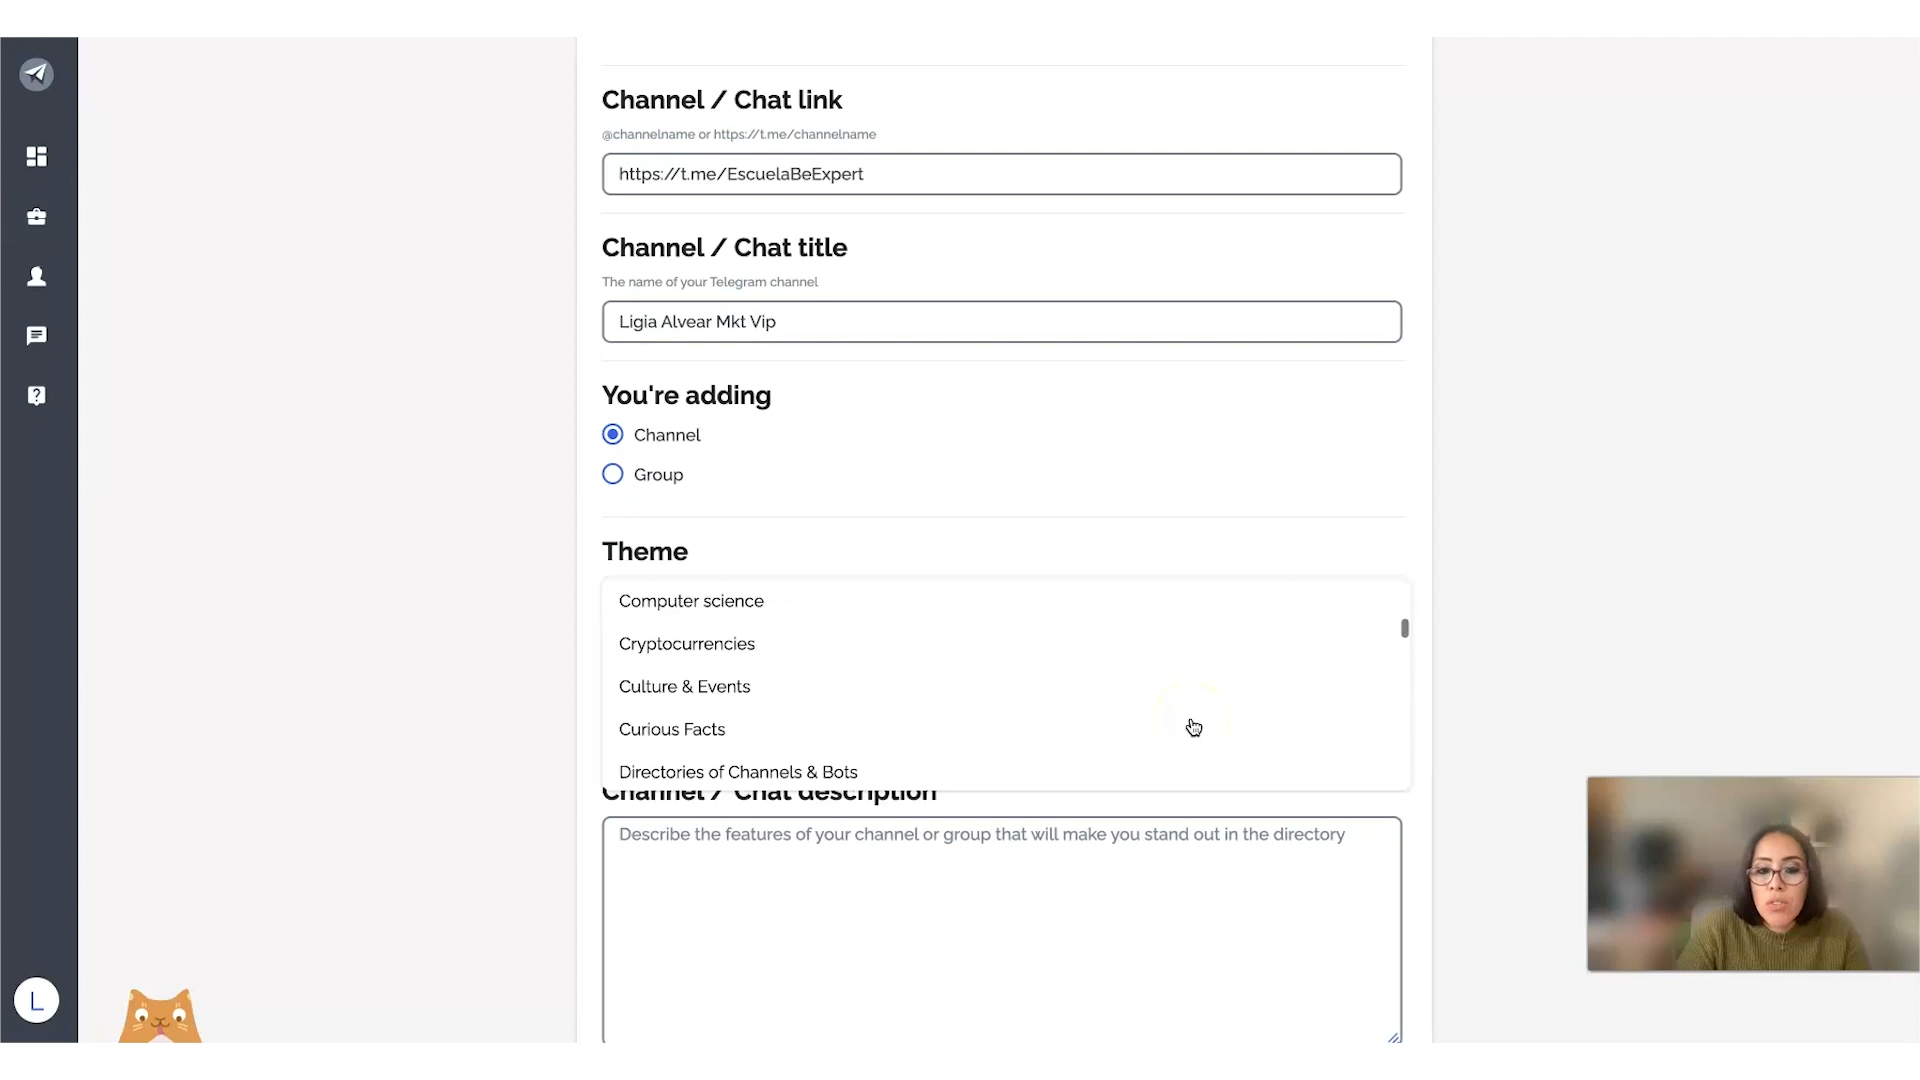 Channel / Chat link
@channelname or https://t.me/channelname
https://t.me/EscuelaBeExpert
Channel / Chat title
The name of your Telegram channel
Ligia Alvear Mkt Vip
You're adding
Channel
Group
Theme
Computer science
Cryptocurrencies
Culture & Events
Curious Facts
Directories of Channels & Bots
Channel / Chat description
Describe the features of your channel or group that will make you stand out in the directory
L